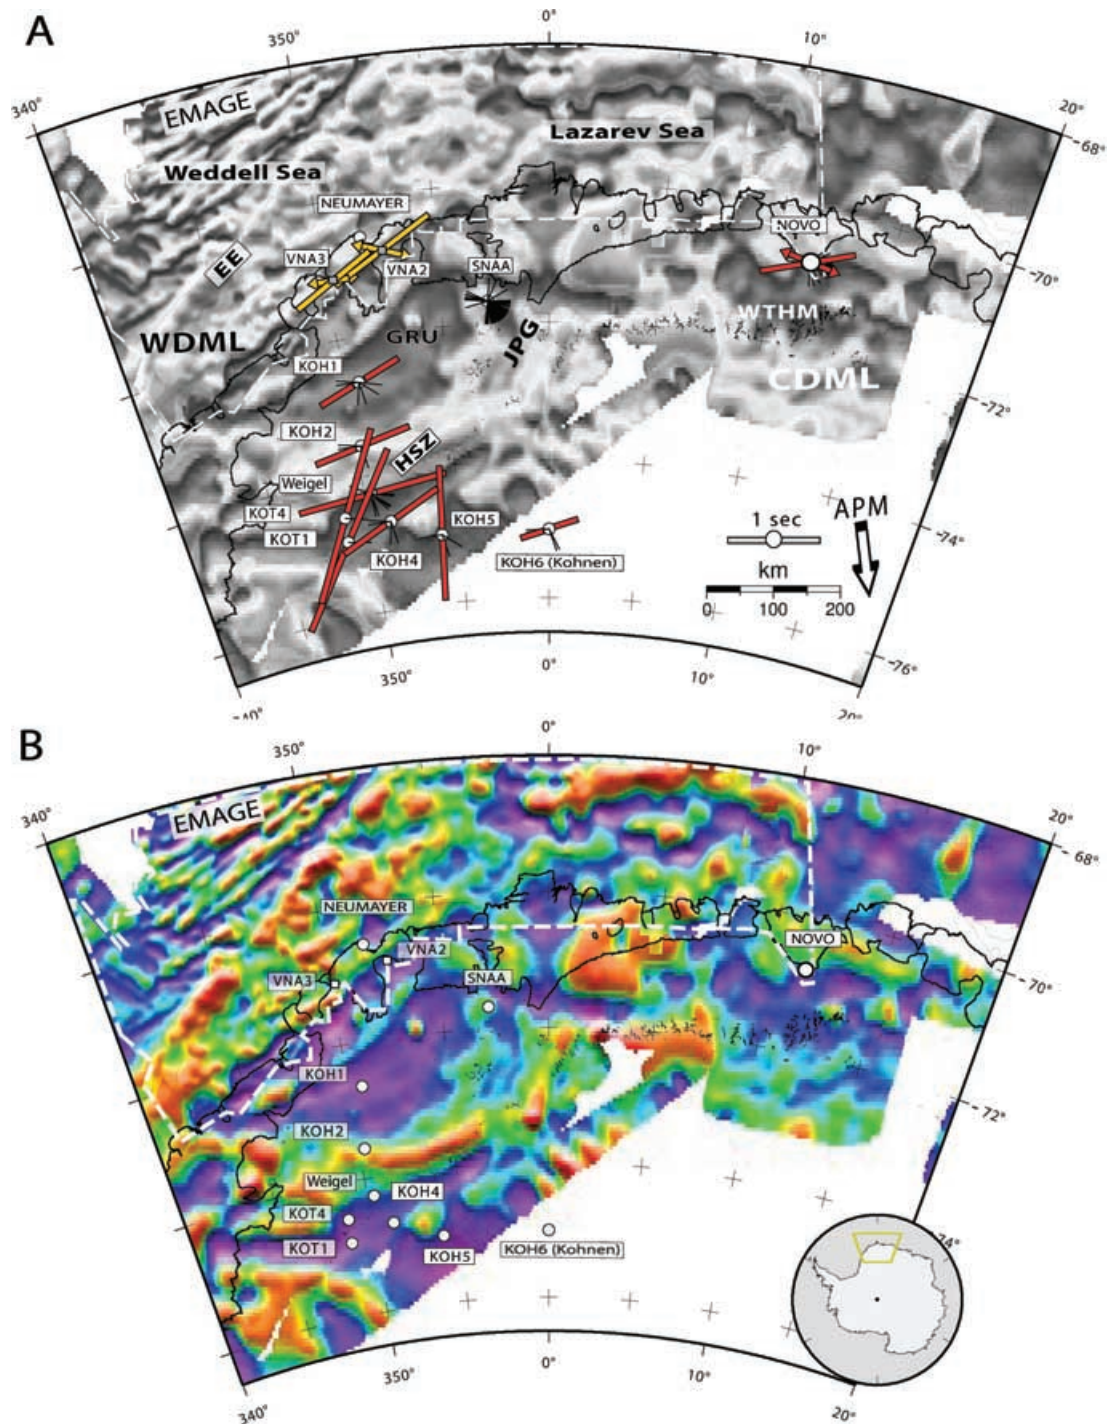 A
0°
350°
10°
340°
20°
-68°
EMAGE
Lazarev Sea
Weddell Sea
NEUMAYER
NOVO
VNA3
VNA2
SNAA
EE
-70°
WTHM
WDML
GRU
JPG
KOH1
CDML
-72°
KOH2
HSZ
Weigel
KOT4
KOH5
1 sec
APM
KOT1
KOH4
-74°
KOH6 (Kohnen)
km
0 100 200
0°
350°
10°
-76°
B
0°
350°
10°
340°
20°
-68°
EMAGE
NEUMAYER
VNA2
NOVO
VNA3
SNAA
-70°
KOH1
-72°
KOH2
Weigel
KOH4
KOT4
KOT1
KOH5
KOH6 (Kohnen)
74°
0°
350°
10°
340°
20°